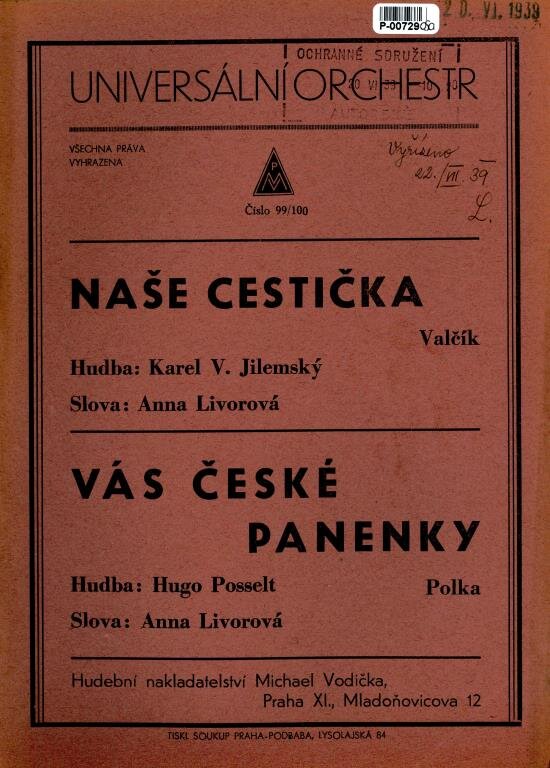 P-00729
20. VI. 1939
OCHRANNÉ SDRUŽENÍ
UNIVERSÁLNÍ ORCHESTR
VŠECHNA PRÁVA
VYHRAZENA
Vyřízeno
22./VII. 39
L.
P
M
Číslo 99/100
NAŠE CESTIČKA
Valčík
Hudba: Karel V. Jilemský
Slova: Anna Livorová
VÁS ČESKÉ
PANENKY
Hudba: Hugo Posselt
Polka
Slova: Anna Livorová
Hudební nakladatelství Michael Vodička,
Praha XI., Mladoňovicova 12
TISKL SOUKUP PRAHA-PODBABA, LYSOLAJSKÁ 84